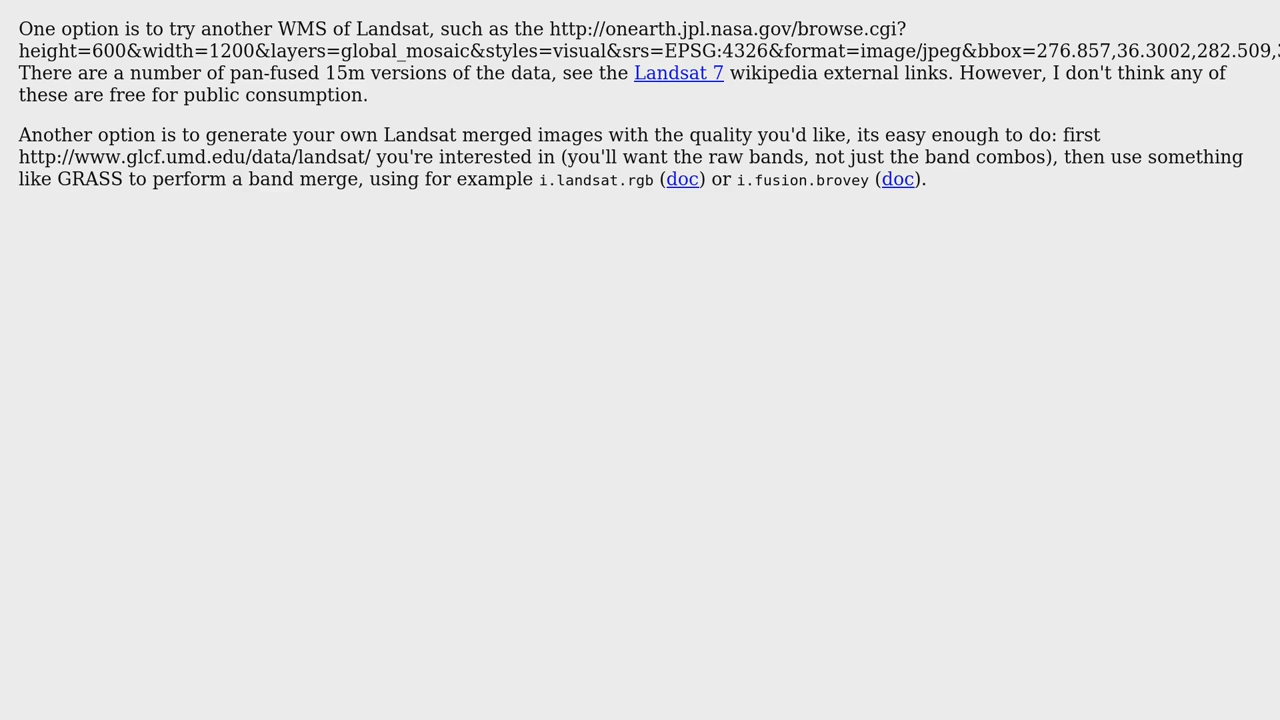 One option is to try another WMS of Landsat, such as the http://onearth.jpl.nasa.gov/browse.cgi?
height=600&width=1200&layers=global_mosaic&styles=visual&srs=EPSG:4326&format=image/jpeg&bbox=276.857,36.3002,282.509,
There are a number of pan-fused 15m versions of the data, see the Landsat 7 wikipedia external links. However, I don't think any of
these are free for public consumption.
Another option is to generate your own Landsat merged images with the quality you'd like, its easy enough to do: first
http://www.glcf.umd.edu/data/landsat/ you're interested in (you'll want the raw bands, not just the band combos), then use something
like GRASS to perform a band merge, using for example i.landsat.rgb (doc) or i.fusion.brovey (doc).